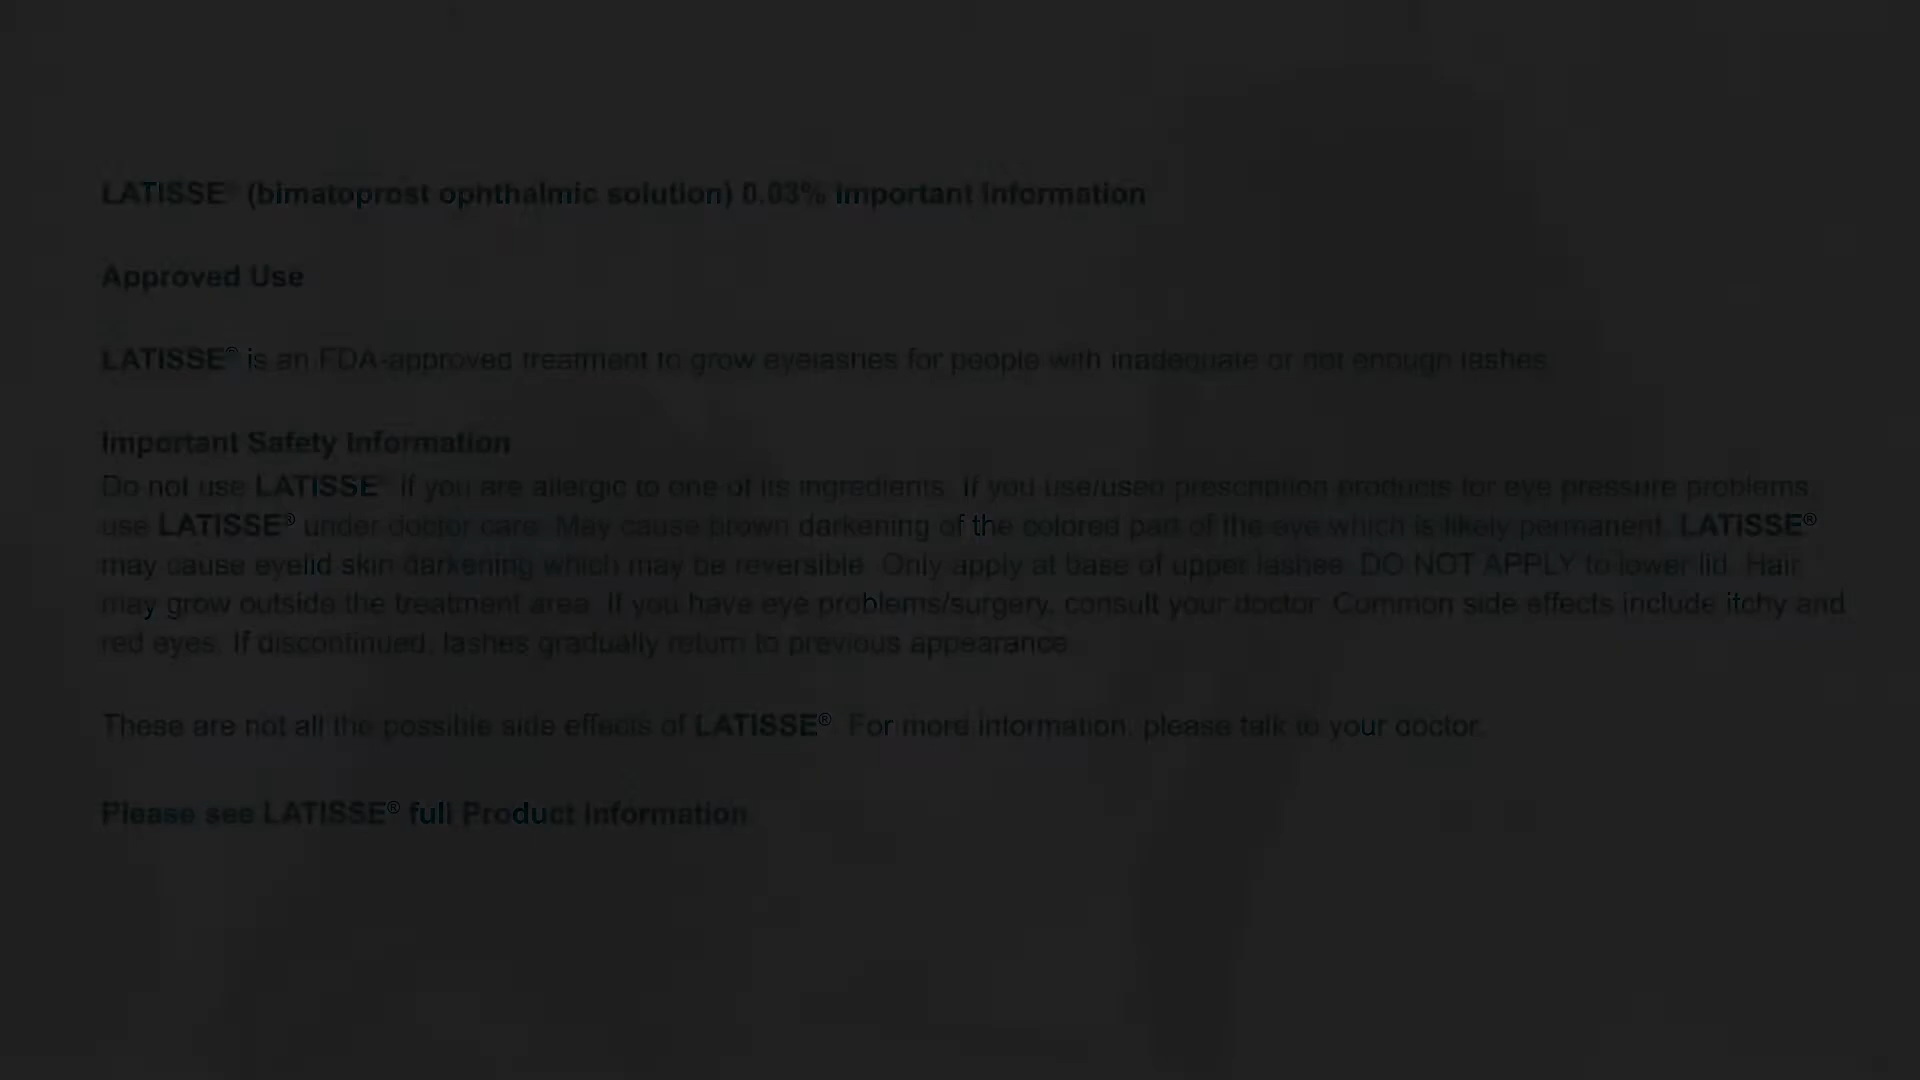 LATISSE® (bimatoprost ophthalmic solution) 0.03% Important Information
Approved Use
LATISSE® is an FDA-approved treatment to grow eyelashes for people with inadequate or not enough lashes.
Important Safety Information
Do not use LATISSE® if you are allergic to one of its ingredients. If you use/used prescription products for eye pressure problems,
use LATISSE® under doctor care. May cause brown darkening of the colored part of the eye which is likely permanent. LATISSE®
may cause eyelid skin darkening which may be reversible. Only apply at base of upper lashes. DO NOT APPLY to lower lid. Hair
may grow outside the treatment area. If you have eye problems/surgery, consult your doctor. Common side effects include itchy and
red eyes. If discontinued, lashes gradually return to previous appearance.
These are not all the possible side effects of LATISSE®. For more information, please talk to your doctor.
Please see LATISSE® full Product Information